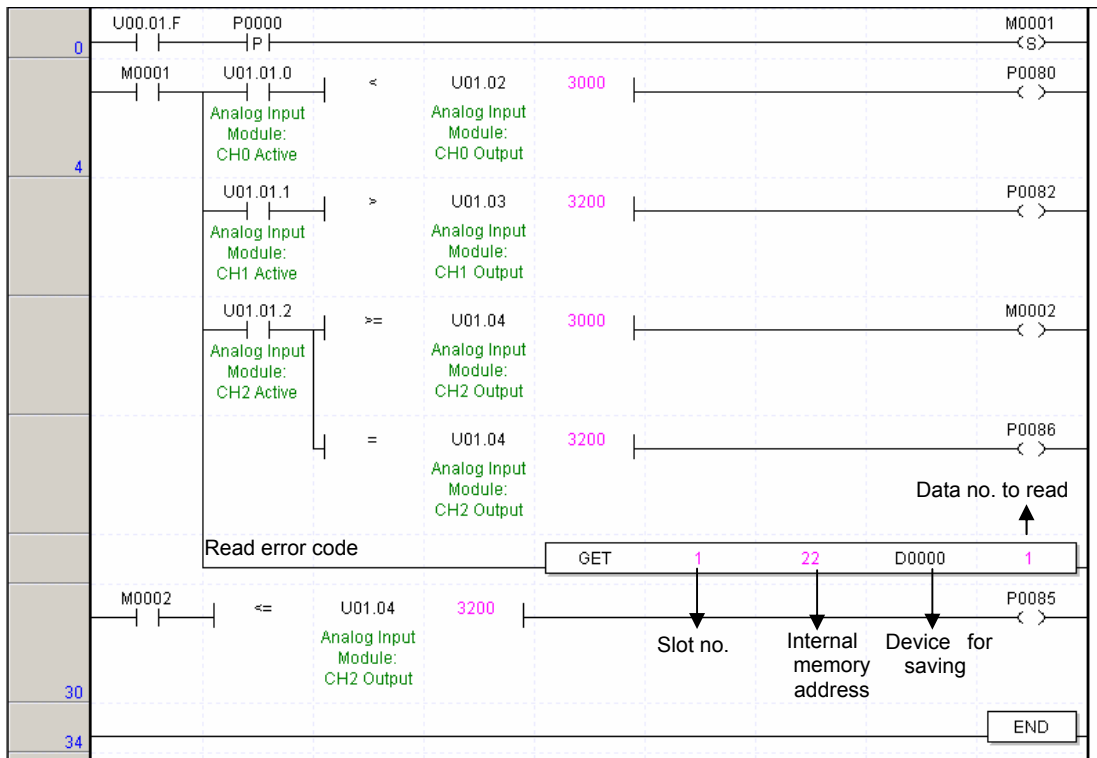 U00.01.F P0000 M0001
P (S)
0
M0001 U01.01.0 < U01.02 3000 P0080
Analog Input Analog Input
Module: Module:
CH0 Active CH0 Output
4
U01.01.1 > U01.03 3200 P0082
Analog Input Analog Input
Module: Module:
CH1 Active CH1 Output
U01.01.2 >= U01.04 3000 M0002
Analog Input Analog Input
Module: Module:
CH2 Active CH2 Output
= U01.04 3200 P0086
Analog Input
Module:
CH2 Output
Data no. to read
Read error code
GET 1 22 D0000 1
M0002 <= U01.04 3200 P0085
Analog Input
Module:
CH2 Output
Slot no.
Internal
memory
address
Device for
saving
30
END
34